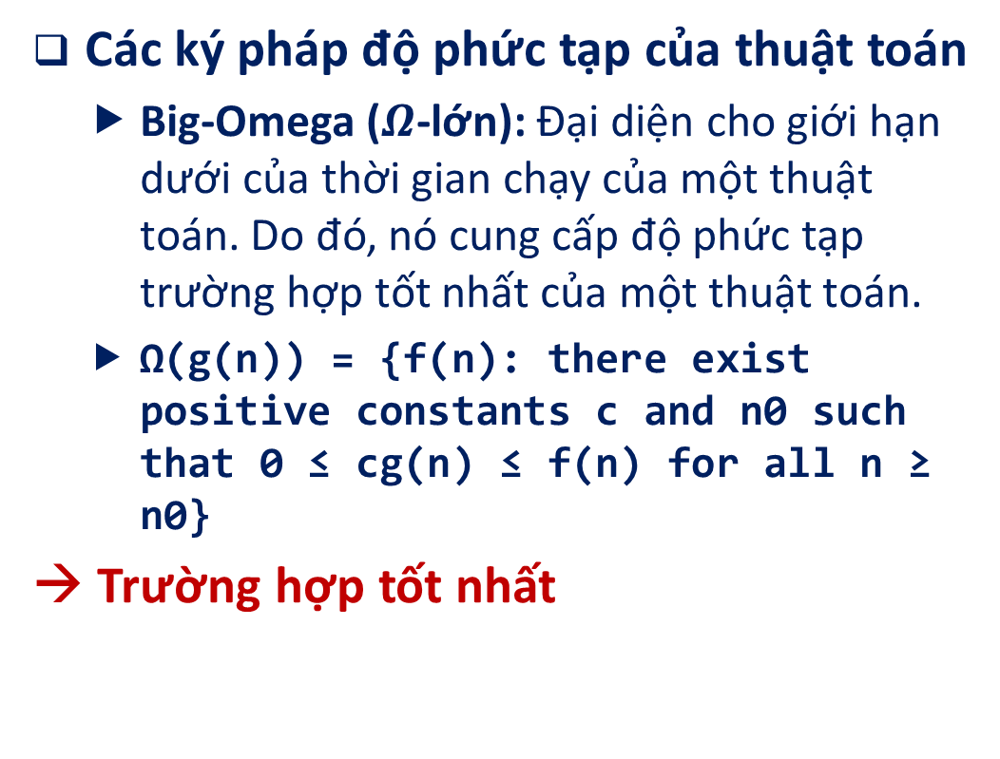 Các ký pháp độ phức tạp của thuật toán
Big-Omega (Ω-lớn): Đại diện cho giới hạn
dưới của thời gian chạy của một thuật
toán. Do đó, nó cung cấp độ phức tạp
trường hợp tốt nhất của một thuật toán.
Ω(g(n)) = {f(n): there exist
positive constants c and n0 such
that 0 ≤ cg(n) ≤ f(n) for all n ≥
n0}
→ Trường hợp tốt nhất